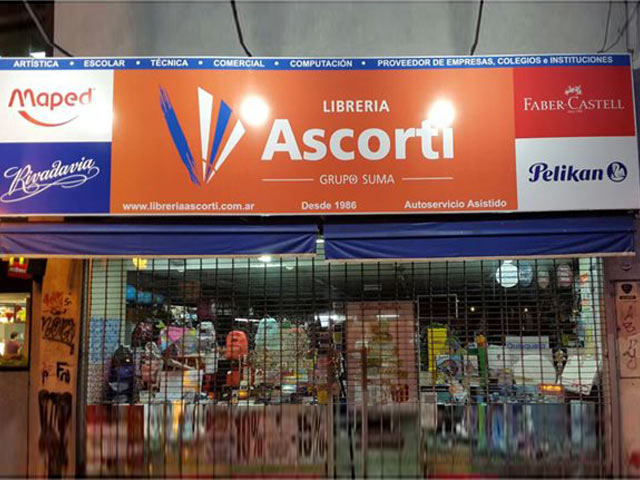 ARTÍSTICA • ESCOLAR • TÉCNICA • COMERCIAL • COMPUTACIÓN • PROVEEDOR DE EMPRESAS, COLEGIOS e INSTITUCIONES
Maped
Rivadavia
LIBRERIA
Ascorti
GRUPO SUMA
www.libreriaascorti.com.ar Desde 1986 Autoservicio Asistido
FABER-CASTELL
Pelikan